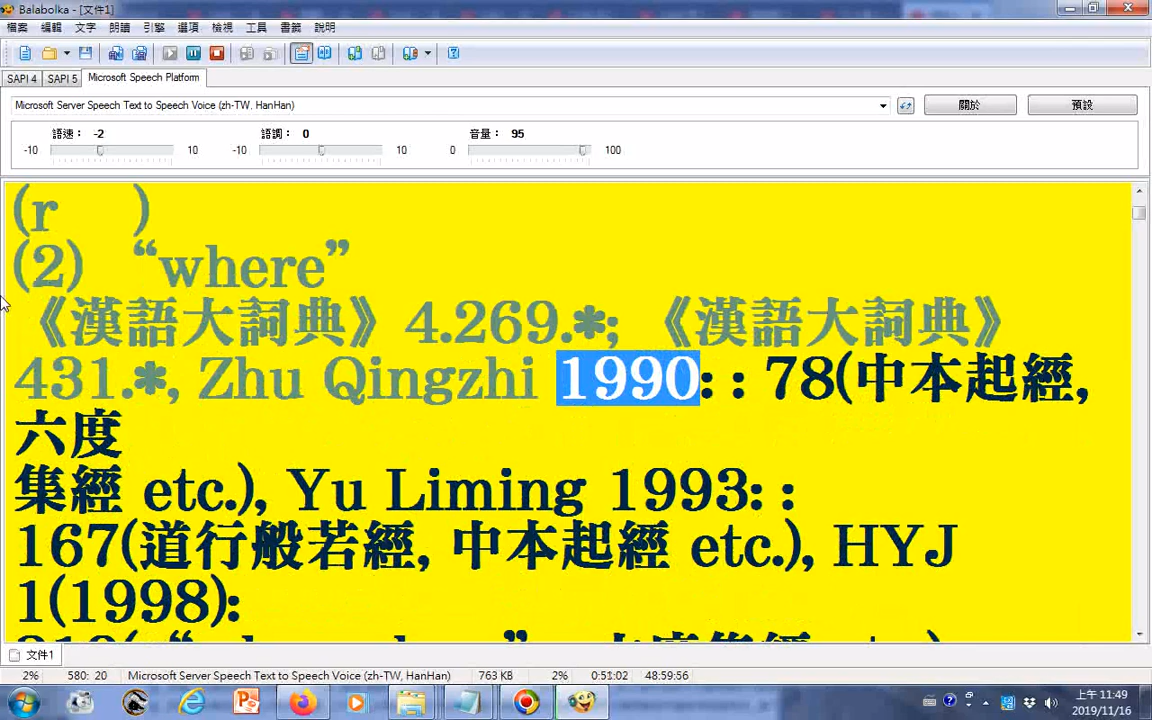 Balabolka - [文件1]
檔案 編輯 文字 朗讀 引擎 選項 檢視 工具 書籤 說明
SAPI 4 SAPI 5 Microsoft Speech Platform
Microsoft Server Speech Text to Speech Voice (zh-TW, HanHan) 關於 預設
語速： -2 語調： 0 音量： 95
-10 10 -10 10 0 100
(r )
(2) “where”
《漢語大詞典》4.269.*; 《漢語大詞典》
431.*, Zhu Qingzhi 1990: : 78(中本起經,
六度
集經 etc.), Yu Liming 1993: :
167(道行般若經, 中本起經 etc.), HYJ
1(1998):
文件1
2% 580: 20 Microsoft Server Speech Text to Speech Voice (zh-TW, HanHan) 763 KB 2% 0:51:02 48:59:56
上午 11:49
2019/11/16